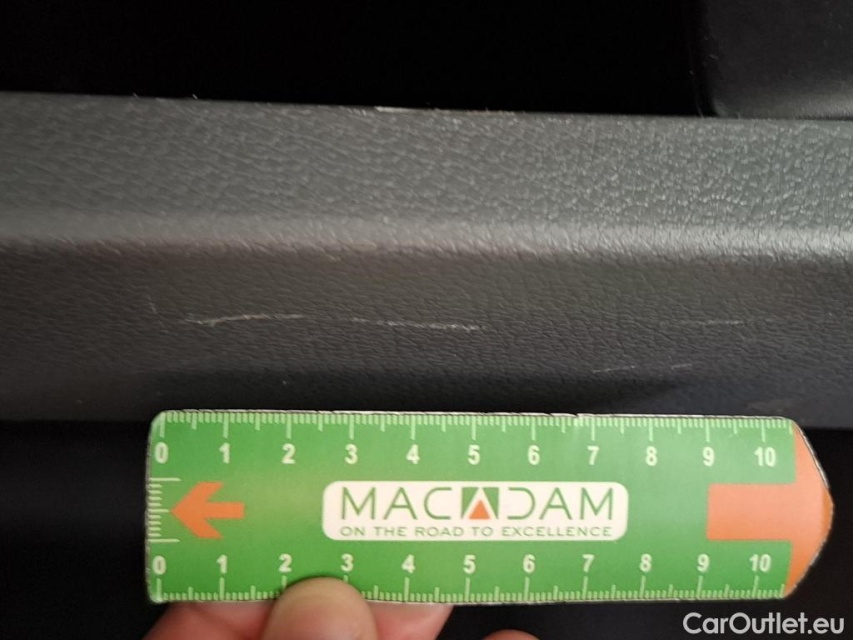 0 1 2 3 4 5 6 7 8 9 10
MACADAM
ON THE ROAD TO EXCELLENCE
0 1 2 3 4 5 6 7 8 9 10
CarOutlet.eu